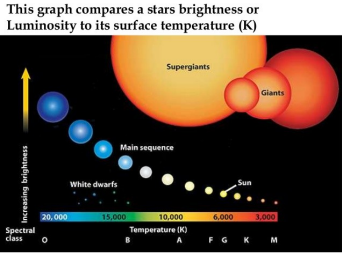 This graph compares a stars brightness or
Luminosity to its surface temperature (K)
Supergiants
Giants
Increasing brightness
Main sequence
White dwarfs
Sun
20,000 15,000 10,000 6,000 3,000
Temperature (K)
Spectral
class
O B A F G K M